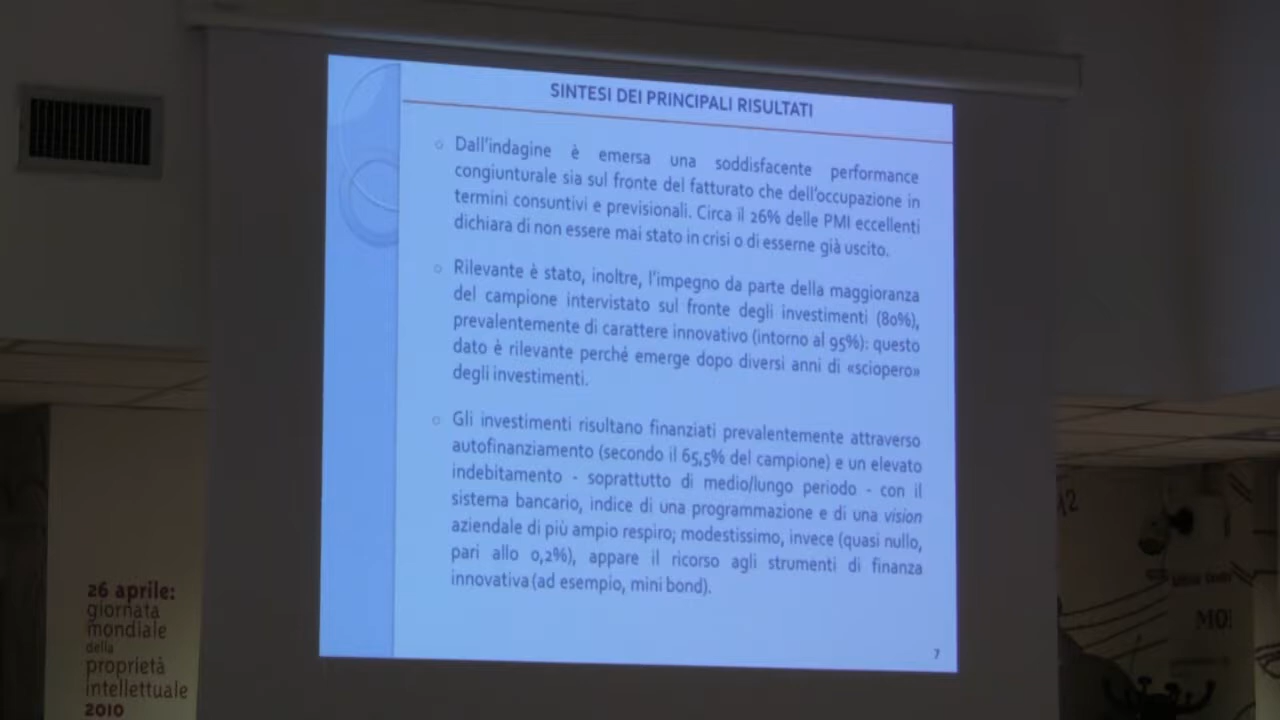 SINTESI DEI PRINCIPALI RISULTATI
Dall'indagine è emersa una soddisfacente performance
congiunturale sia sul fronte del fatturato che dell'occupazione in
termini consuntivi e previsionali. Circa il 26% delle PMI eccellenti
dichiara di non essere mai stato in crisi o di esserne già uscito.
Rilevante è stato, inoltre, l'impegno da parte della maggioranza
del campione intervistato sul fronte degli investimenti (80%),
prevalentemente di carattere innovativo (intorno al 95%): questo
dato è rilevante perché emerge dopo diversi anni di «sciopero»
degli investimenti.
Gli investimenti risultano finanziati prevalentemente attraverso
autofinanziamento (secondo il 65,5% del campione) e un elevato
indebitamento - soprattutto di medio/lungo periodo - con il
sistema bancario, indice di una programmazione e di una vision
aziendale di più ampio respiro; modestissimo, invece (quasi nullo,
pari allo 0,2%), appare il ricorso agli strumenti di finanza
innovativa (ad esempio, mini bond).
7
26 aprile:
giornata
mondiale
della
proprietà
intellettuale
2010